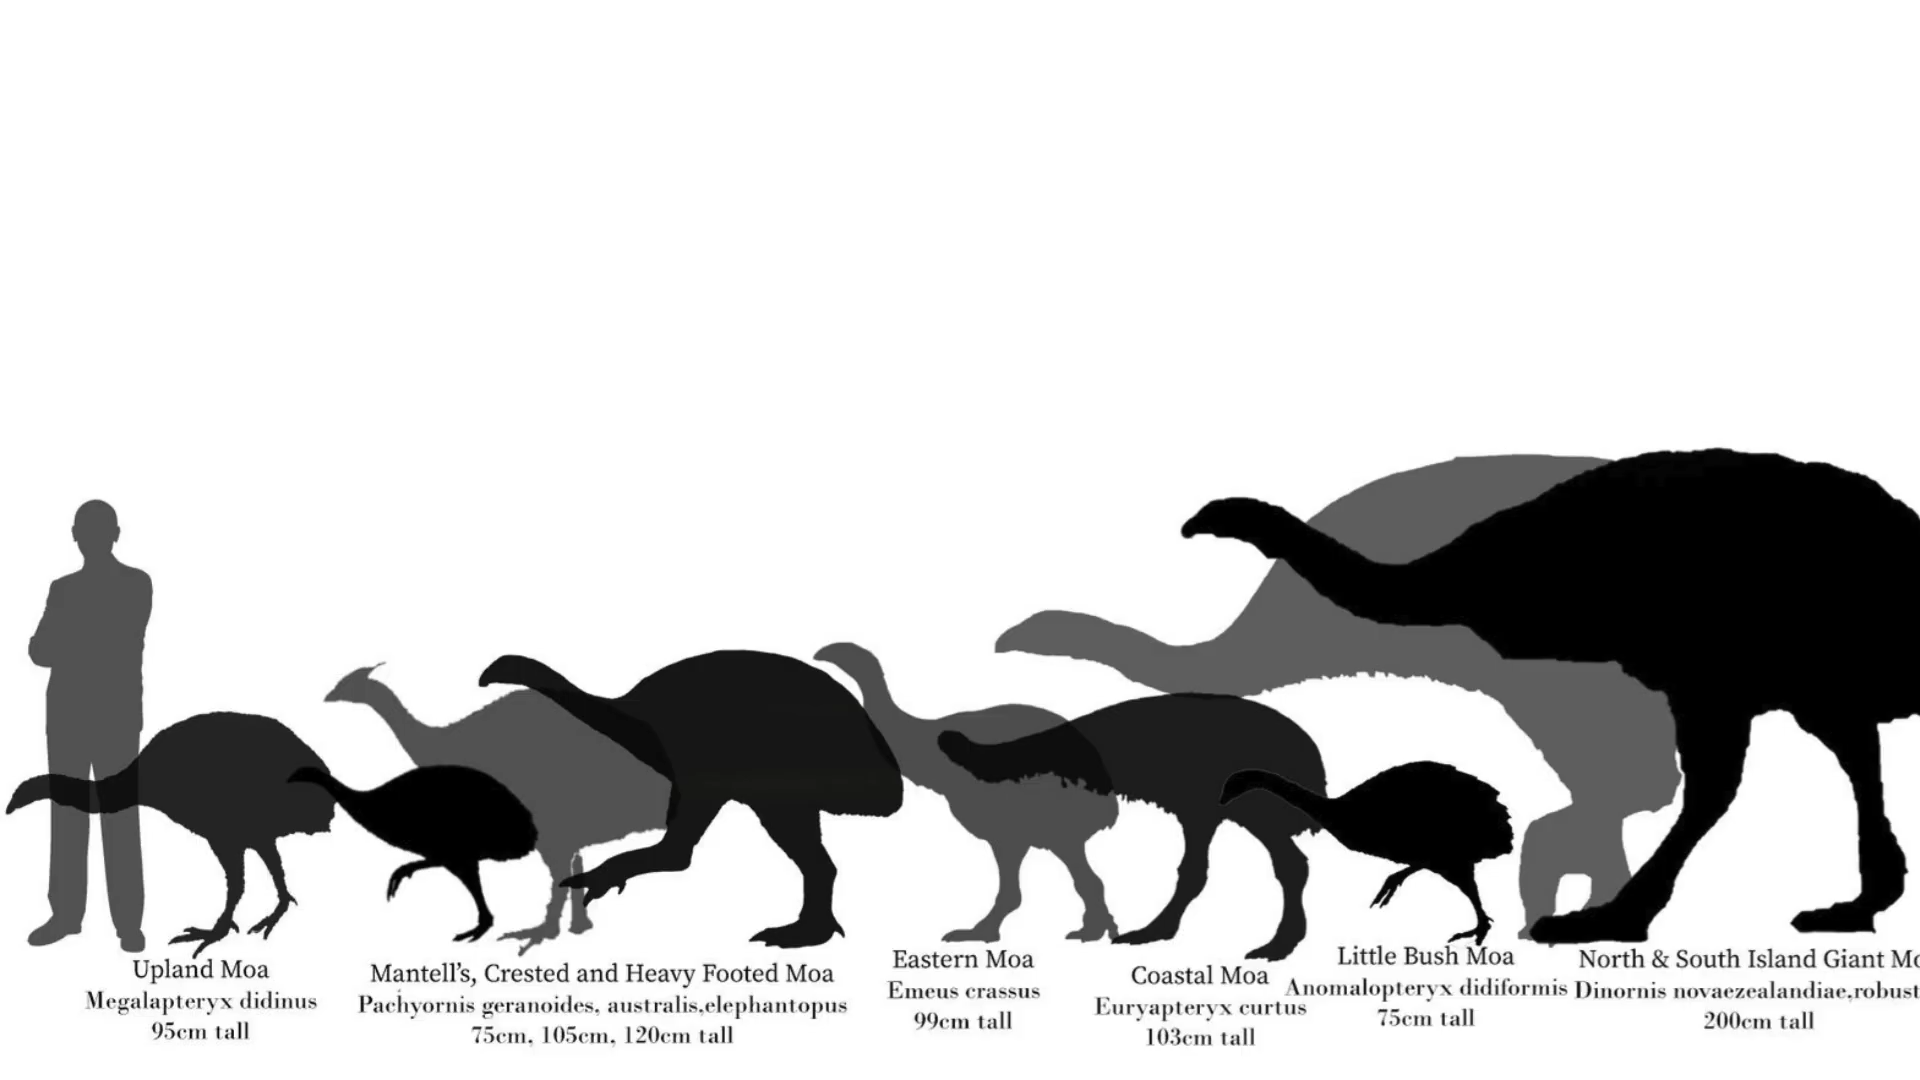 Upland Moa
Megalapteryx didinus
95cm tall
Mantell's, Crested and Heavy Footed Moa
Pachyornis geranoides, australis,elephantopus
75cm, 105cm, 120cm tall
Eastern Moa
Emeus crassus
99cm tall
Coastal Moa
Euryapteryx curtus
103cm tall
Little Bush Moa
Anomalopteryx didiformis
75cm tall
North & South Island Giant
Dinornis novaezealandiae,robust
200cm tall